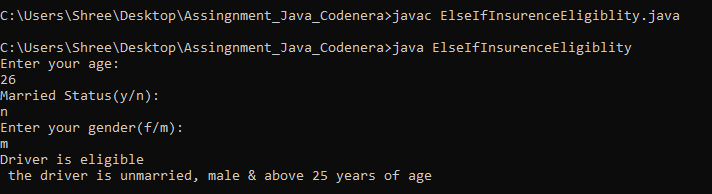 C:\Users\Shree\Desktop\Assingnment_Java_Codenera>javac ElseIfInsurenceEligiblity.java
C:\Users\Shree\Desktop\Assingnment_Java_Codenera>java ElseIfInsurenceEligiblity
Enter your age:
26
Married Status(y/n):
n
Enter your gender(f/m):
m
Driver is eligible
 the driver is unmarried, male & above 25 years of age